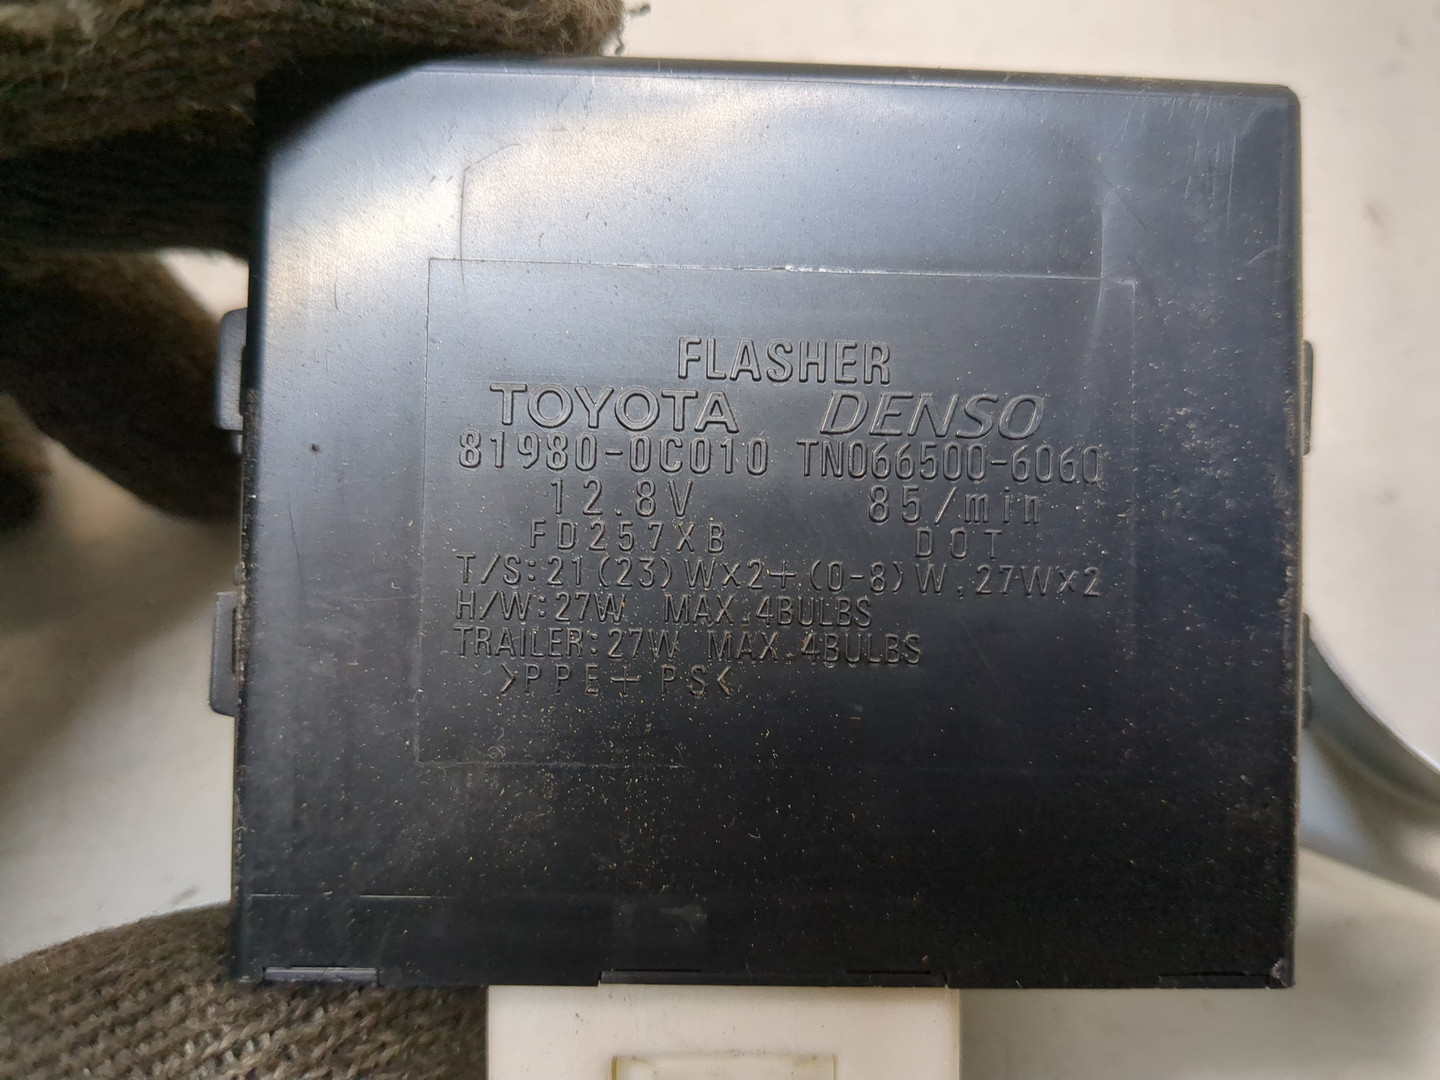 FLASHER
TOYOTA DENSO
81980-0C010 TN066500-6060
12.8V 85/min
FD257XB DOT
T/S:21(23)W×2+(0-8)W,27W×2
H/W:27W MAX.4BULBS
TRAILER:27W MAX.4BULBS
>PPE+PS<